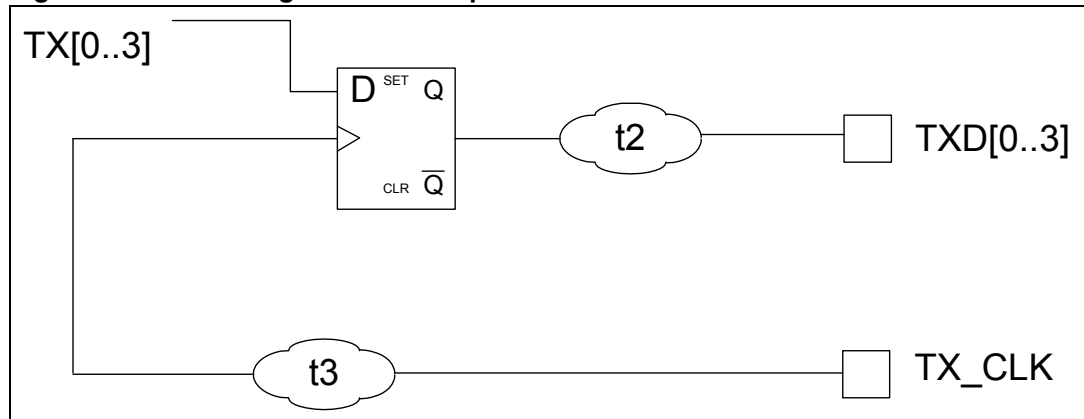 TX[0..3]
D SET Q
t2
TXD[0..3]
CLR Q
t3
TX_CLK